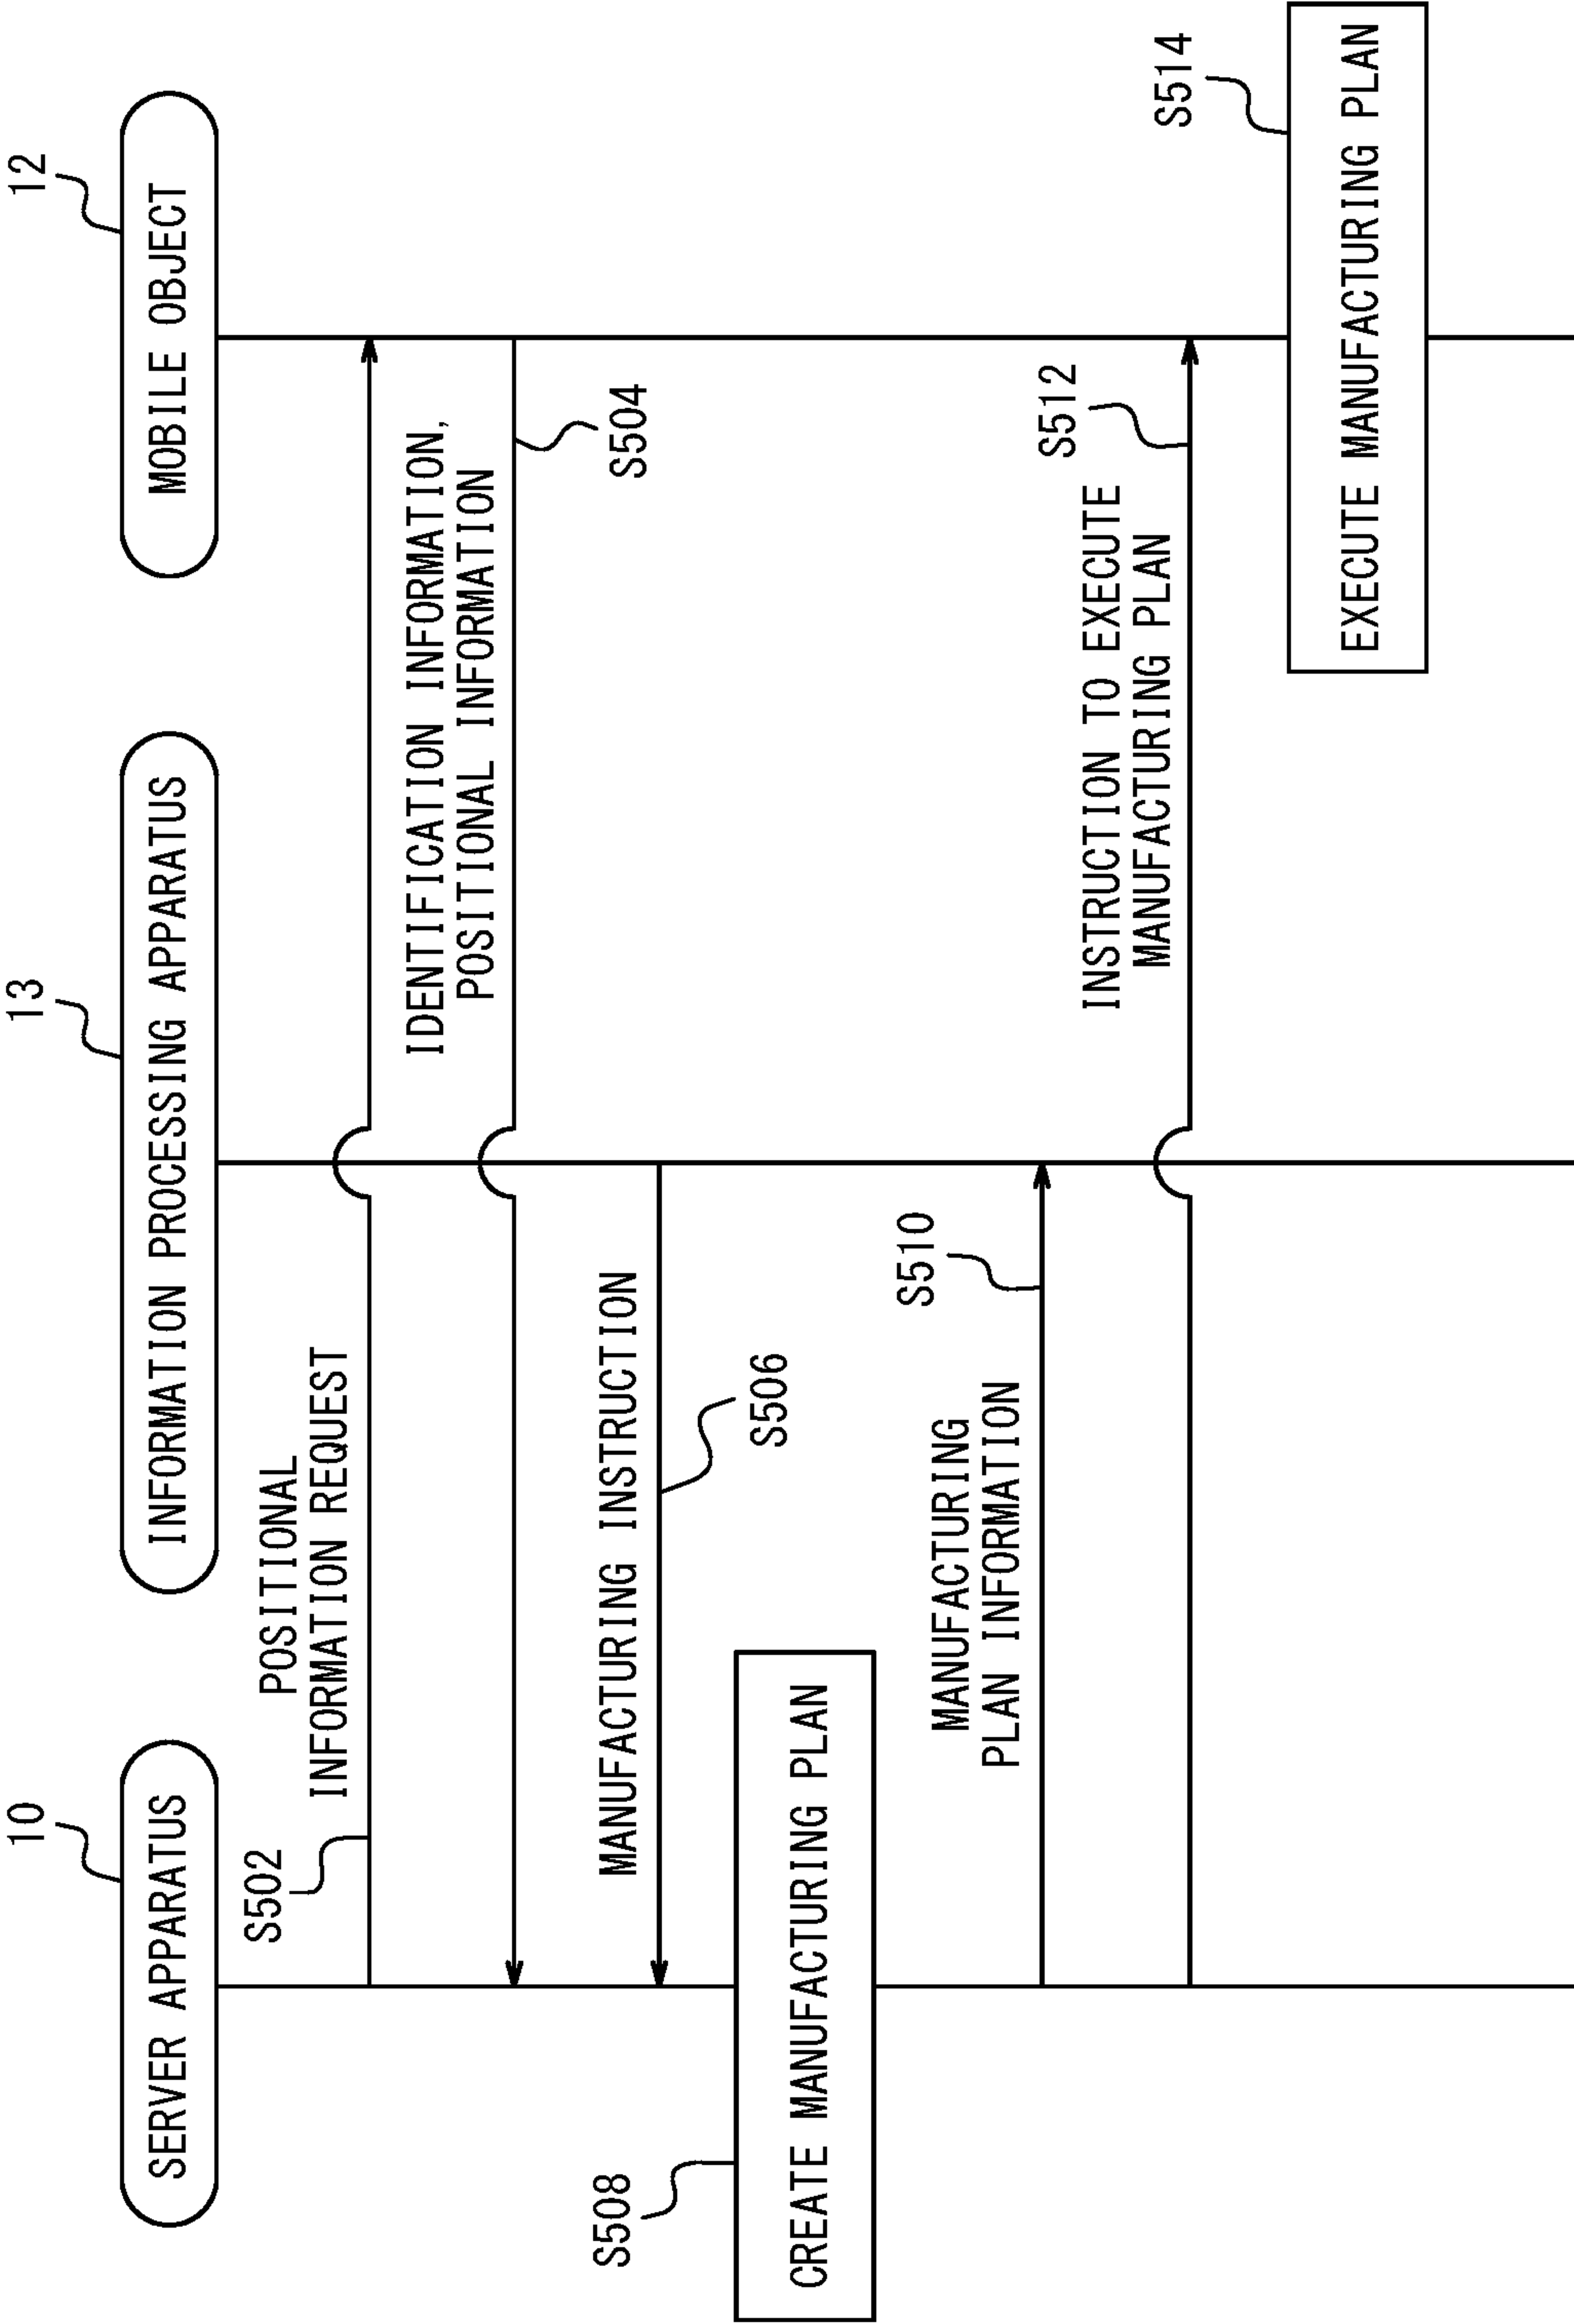 10
13
12
SERVER APPARATUS
INFORMATION PROCESSING APPARATUS
MOBILE OBJECT
S502
POSITIONAL
INFORMATION REQUEST
IDENTIFICATION INFORMATION,
POSITIONAL INFORMATION
S504
MANUFACTURING INSTRUCTION
S506
S508
CREATE MANUFACTURING PLAN
MANUFACTURING
PLAN INFORMATION
S510
INSTRUCTION TO EXECUTE
MANUFACTURING PLAN
S512
S514
EXECUTE MANUFACTURING PLAN